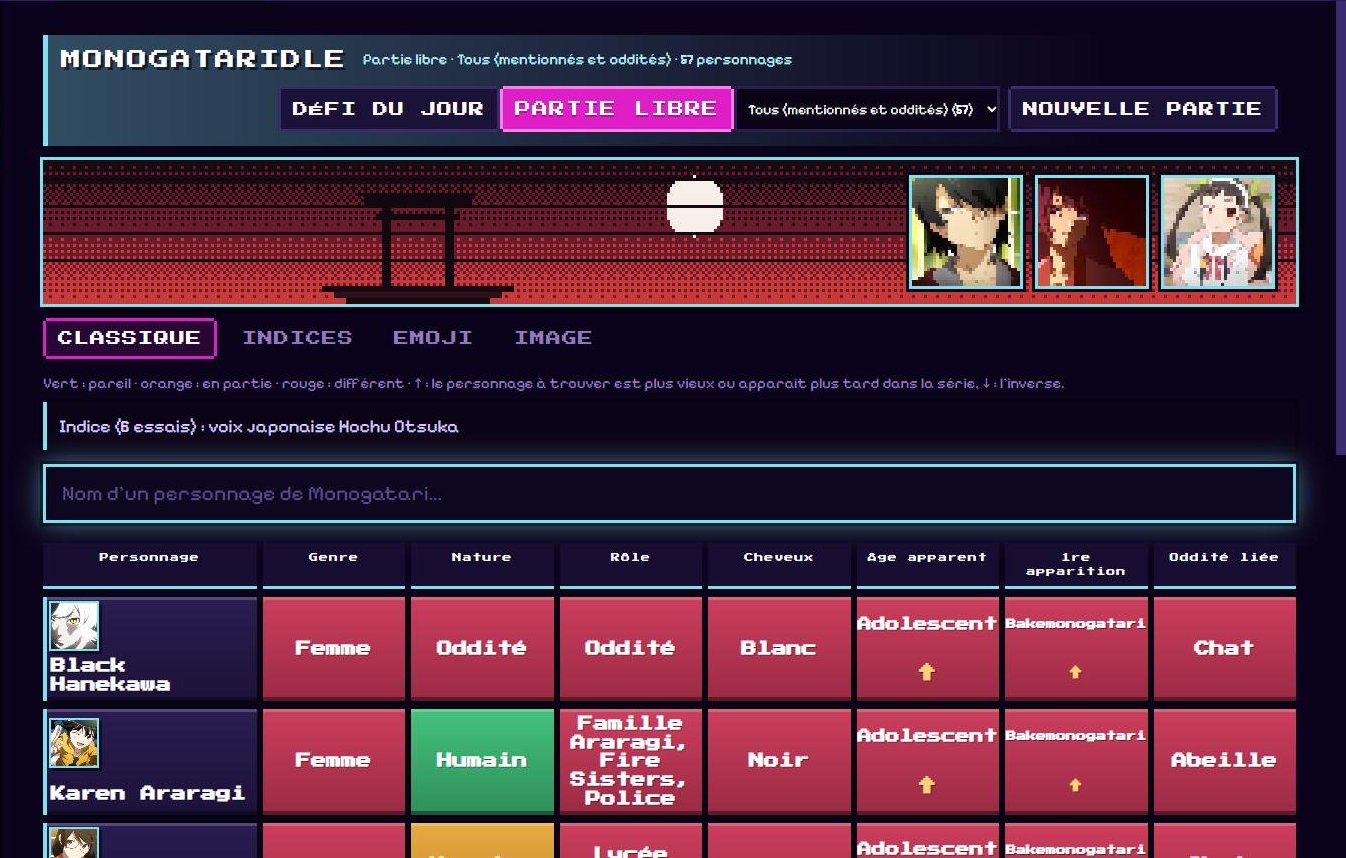 MONOGATARIDLE Partie libre · Tous (mentionnés et oddités) · 57 personnages
DéFI DU JOUR PARTIE LIBRE Tous (mentionnés et oddités) (57) NOUVELLE PARTIE
CLASSIQUE INDICES EMOJI IMAGE
Vert : pareil · orange : en partie · rouge : différent · ↑ : le personnage à trouver est plus vieux ou apparait plus tard dans la série, ↓ : l'inverse.
Indice (6 essais) : voix japonaise Hochu Otsuka
Nom d'un personnage de Monogatari...
Personnage Genre Nature Rôle Cheveux Age apparent 1re apparition Oddité liée
Black Hanekawa Femme Oddité Oddité Blanc Adolescent ↑ Bakemonogatari ↑ Chat
Karen Araragi Femme Humain Famille Araragi, Fire Sisters, Police Noir Adolescent ↑ Bakemonogatari ↑ Abeille
Lycée Adolescent Bakemonogatari